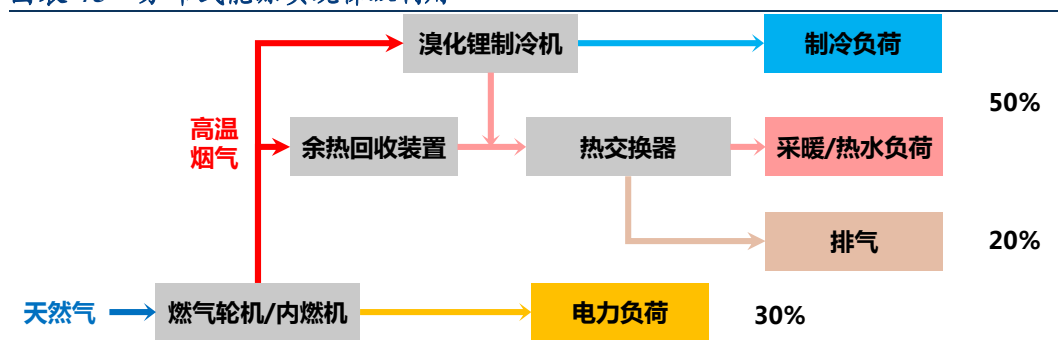 溴化锂制冷机
制冷负荷
50%
高温
烟气
余热回收装置
热交换器
采暖/热水负荷
排气
20%
天然气
燃气轮机/内燃机
电力负荷
30%